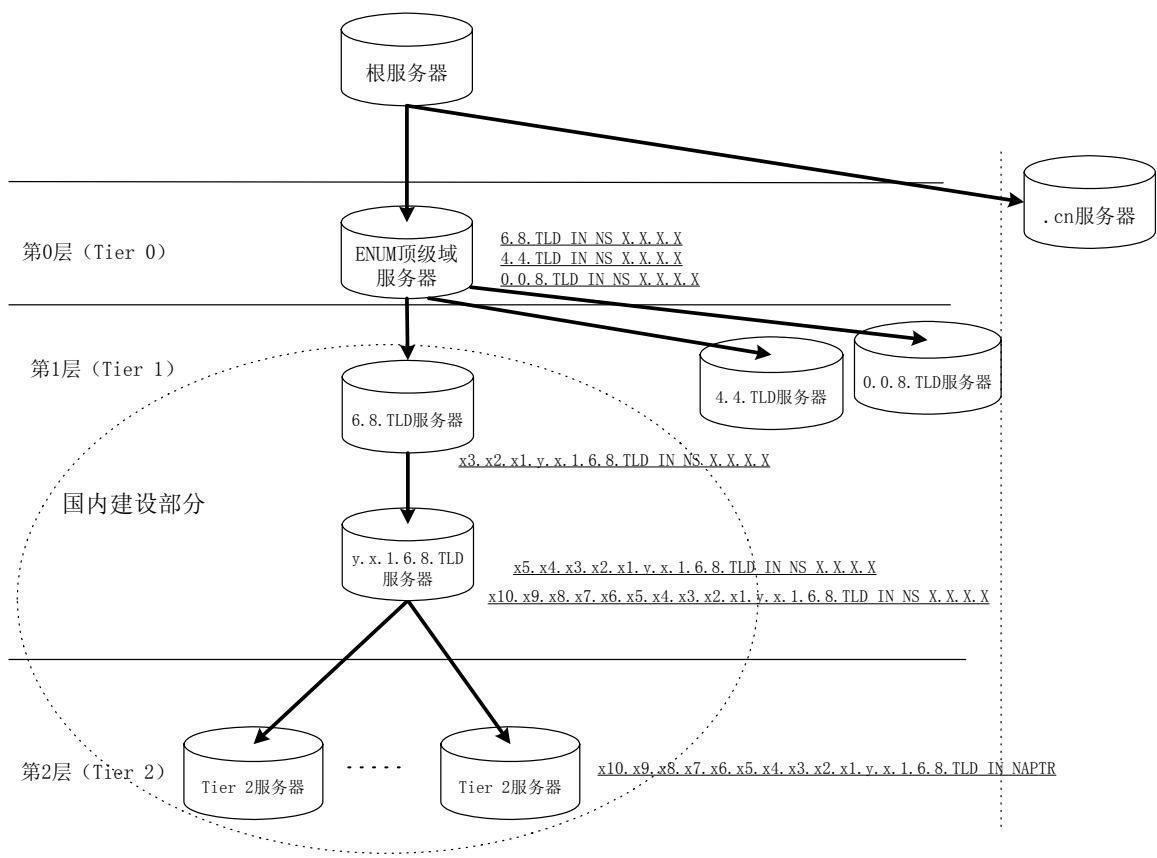 根服务器
.cn服务器
第0层（Tier 0）
ENUM顶级域
服务器
6.8.TLD IN NS X.X.X.X
4.4.TLD IN NS X.X.X.X
0.0.8.TLD IN NS X.X.X.X
第1层（Tier 1）
6.8.TLD服务器
4.4.TLD服务器
0.0.8.TLD服务器
x3.x2.x1.y.x.1.6.8.TLD IN NS X.X.X.X
国内建设部分
y.x.1.6.8.TLD
服务器
x5.x4.x3.x2.x1.y.x.1.6.8.TLD IN NS X.X.X.X
x10.x9.x8.x7.x6.x5.x4.x3.x2.x1.y.x.1.6.8.TLD IN NS X.X.X.X
第2层（Tier 2）
Tier 2服务器
·····
Tier 2服务器
x10.x9.x8.x7.x6.x5.x4.x3.x2.x1.y.x.1.6.8.TLD IN NAPTR